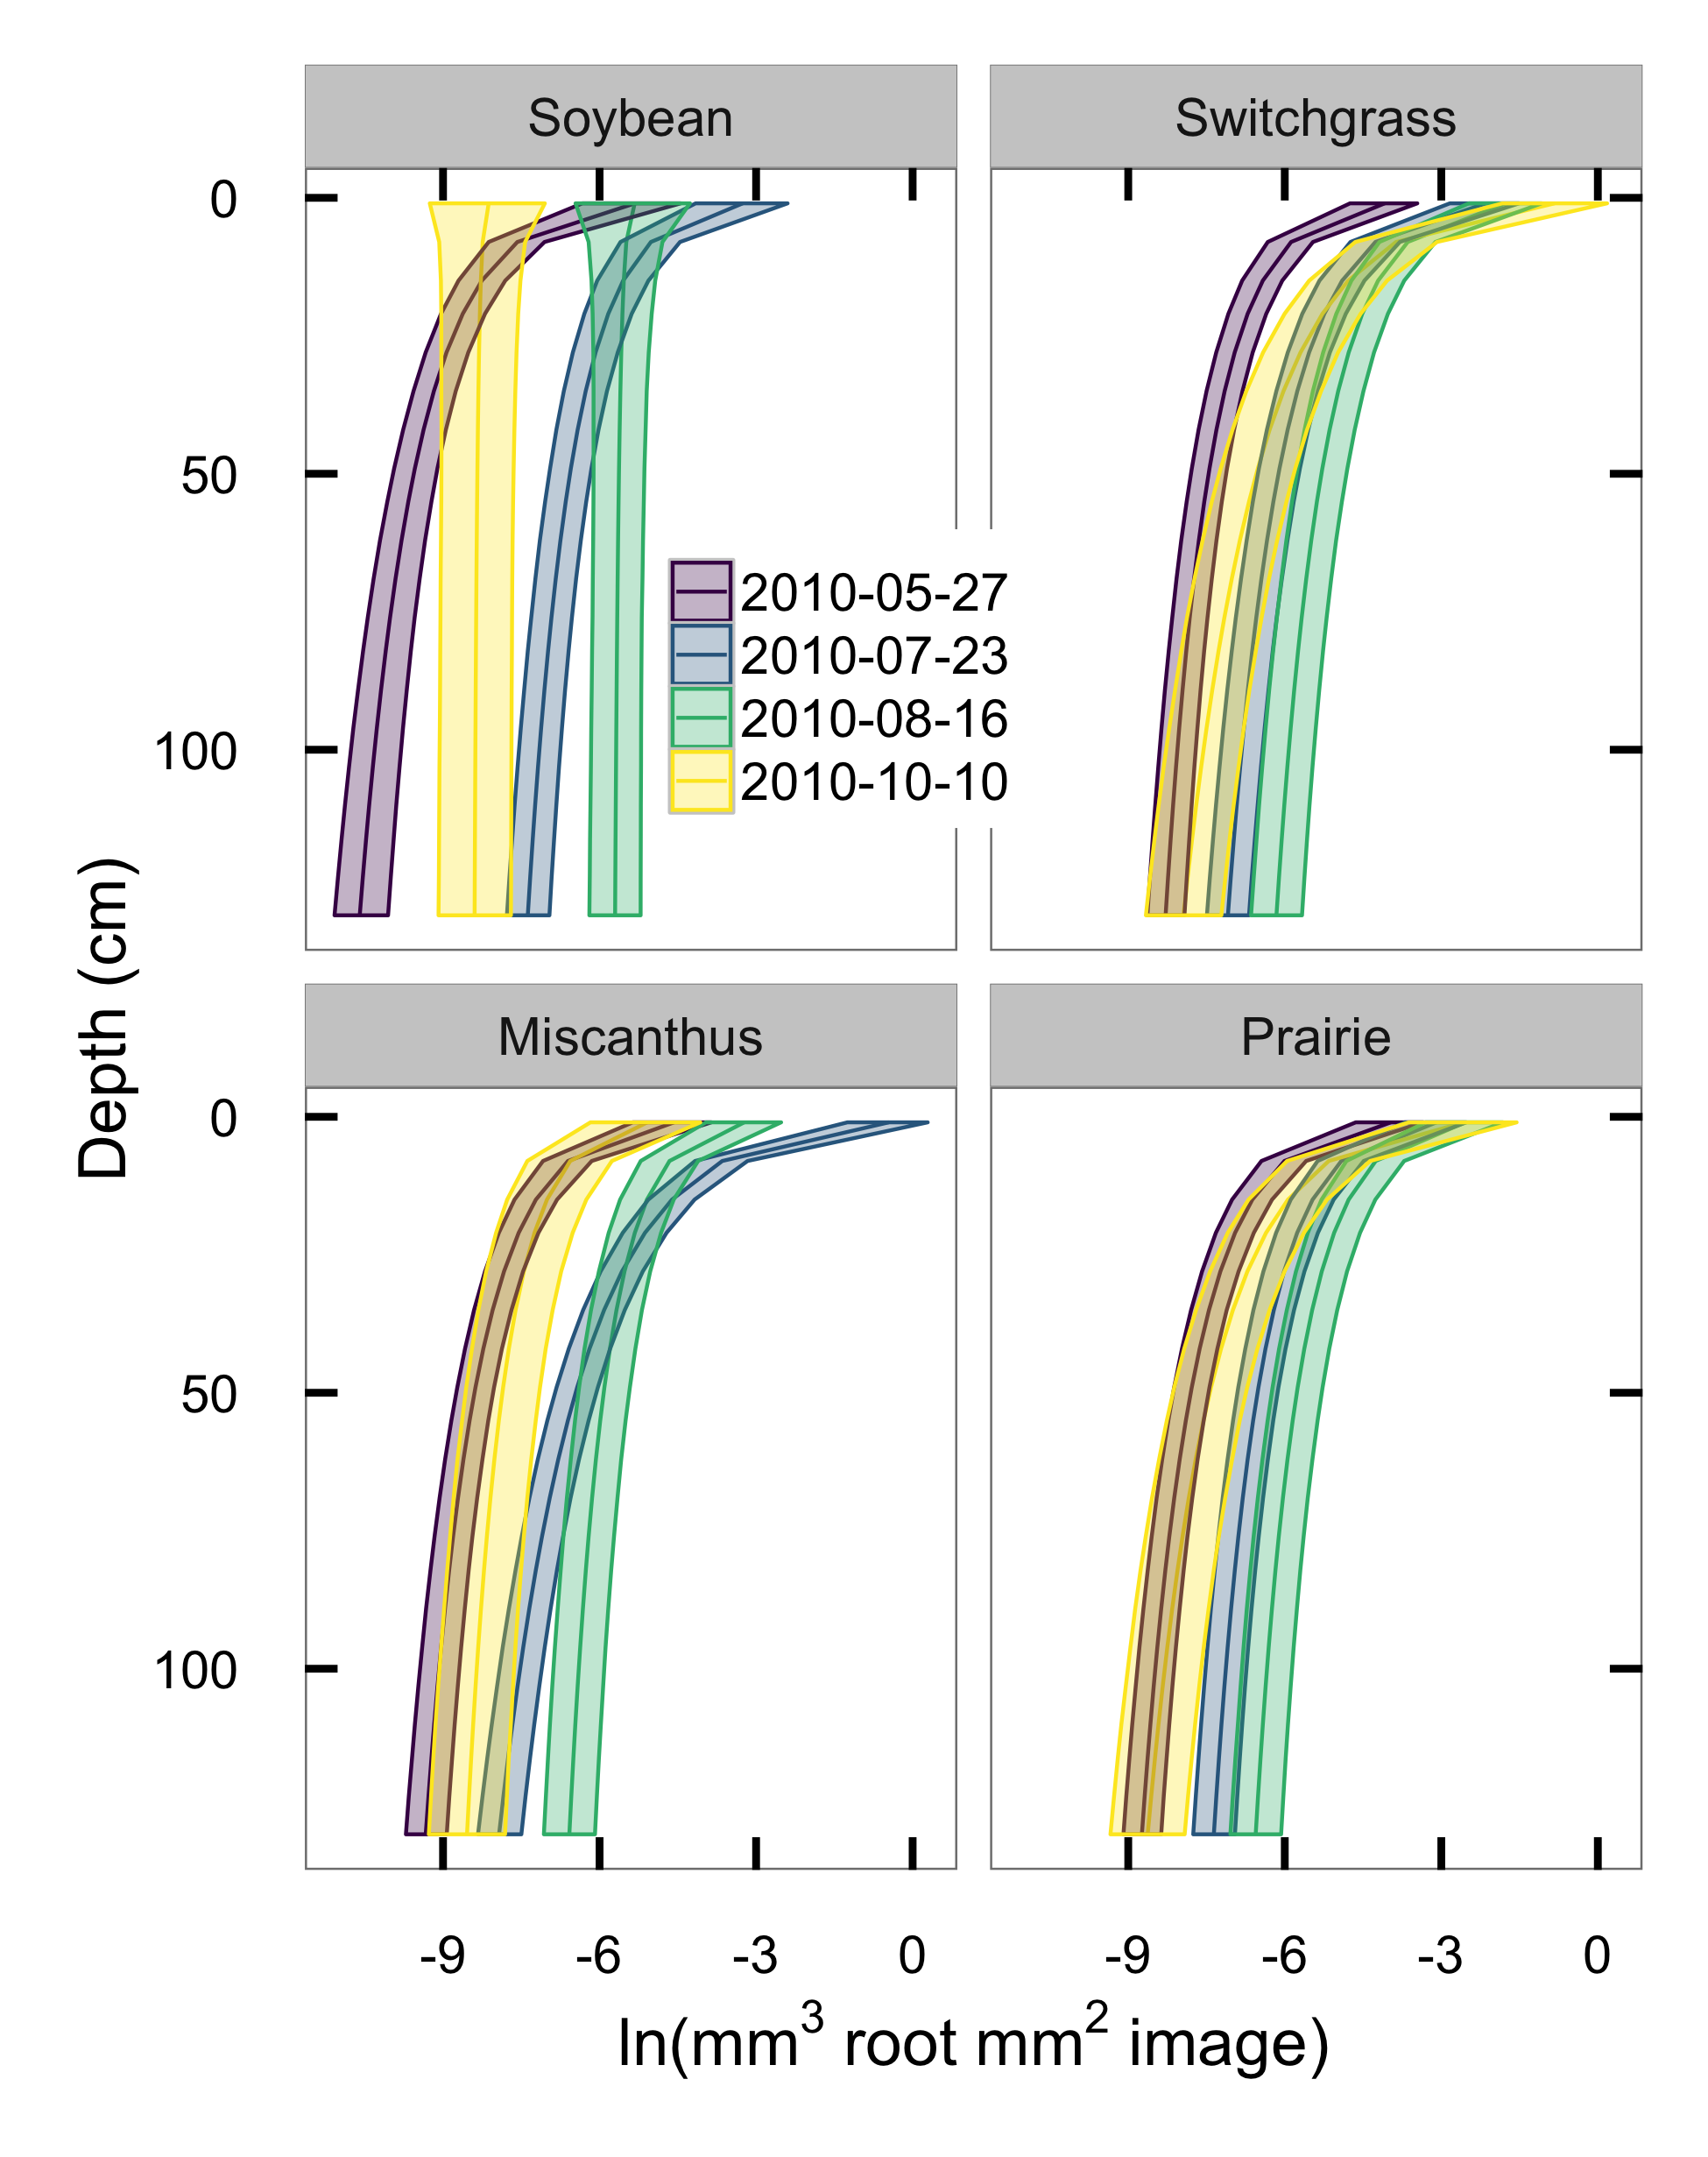 Soybean
Switchgrass
0
50
100
2010-05-27
2010-07-23
2010-08-16
2010-10-10
Depth (cm)
Miscanthus
Prairie
0
50
100
-9 -6 -3 0 -9 -6 -3 0
ln(mm³ root mm² image)